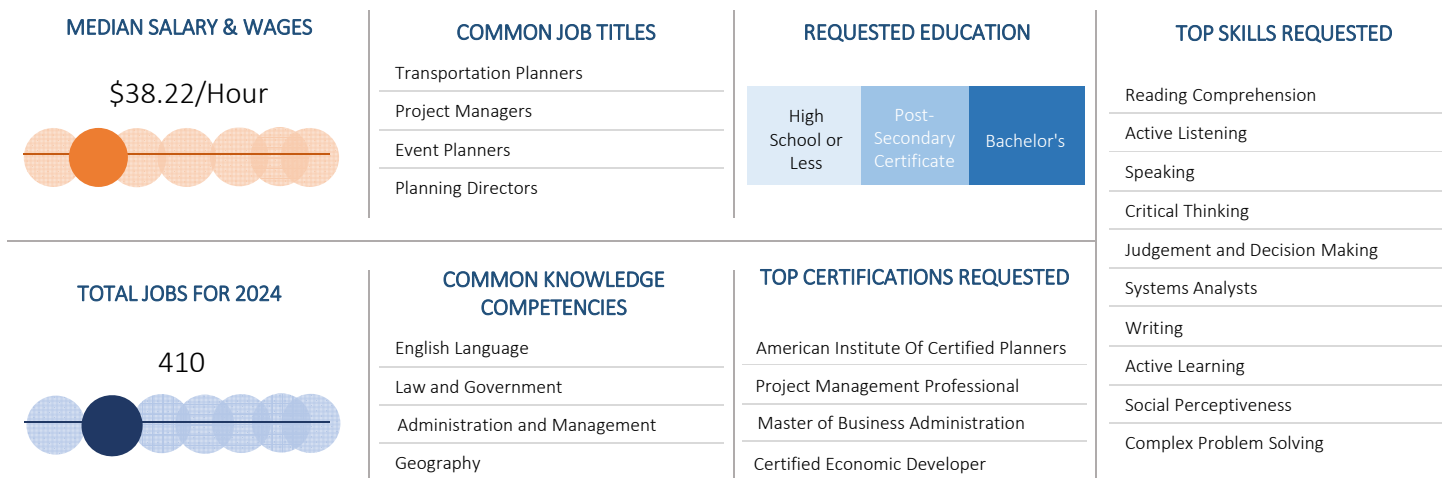 MEDIAN SALARY & WAGES
$38.22/Hour
COMMON JOB TITLES
Transportation Planners
Project Managers
Event Planners
Planning Directors
REQUESTED EDUCATION
High
School or
Less
Post-
Secondary
Certificate
Bachelor's
TOP SKILLS REQUESTED
Reading Comprehension
Active Listening
Speaking
Critical Thinking
Judgement and Decision Making
Systems Analysts
Writing
Active Learning
Social Perceptiveness
Complex Problem Solving
TOTAL JOBS FOR 2024
410
COMMON KNOWLEDGE
COMPETENCIES
English Language
Law and Government
Administration and Management
Geography
TOP CERTIFICATIONS REQUESTED
American Institute Of Certified Planners
Project Management Professional
Master of Business Administration
Certified Economic Developer